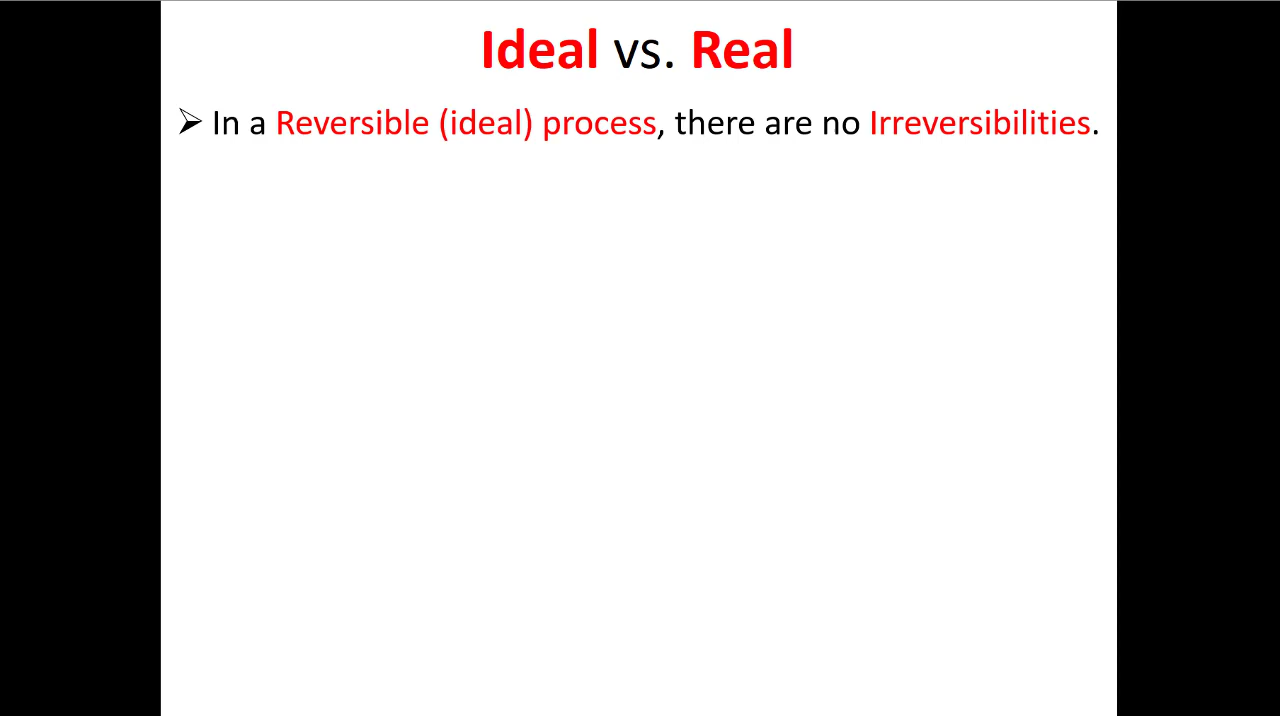 Ideal vs. Real
➢ In a Reversible (ideal) process, there are no Irreversibilities.